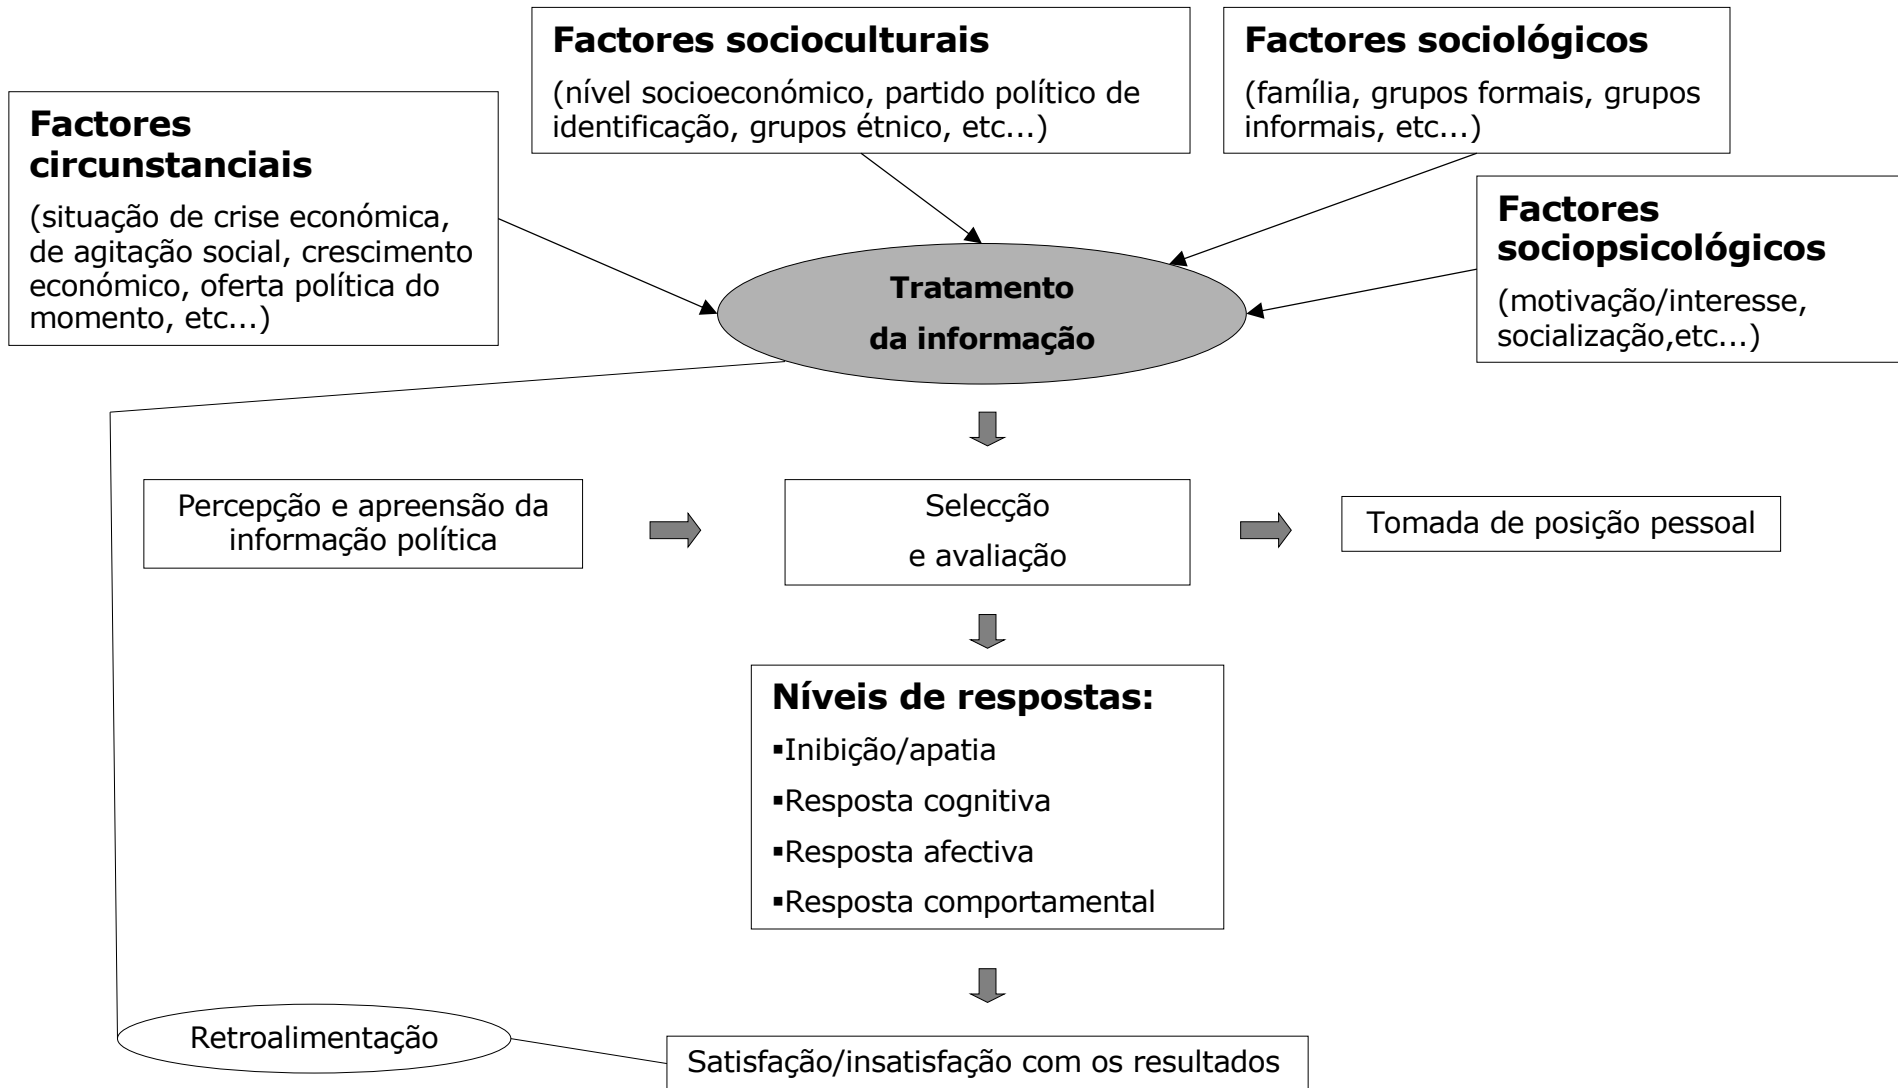 Factores socioculturais
(nível socioeconómico, partido político de
identificação, grupos étnico, etc...)
Factores sociológicos
(família, grupos formais, grupos
informais, etc...)
Factores
circunstanciais
(situação de crise económica,
de agitação social, crescimento
económico, oferta política do
momento, etc...)
Factores
sociopsicológicos
(motivação/interesse,
socialização,etc...)
Tratamento
da informação
Percepção e apreensão da
informação política
Selecção
e avaliação
Tomada de posição pessoal
Níveis de respostas:
▪Inibição/apatia
▪Resposta cognitiva
▪Resposta afectiva
▪Resposta comportamental
Retroalimentação
Satisfação/insatisfação com os resultados